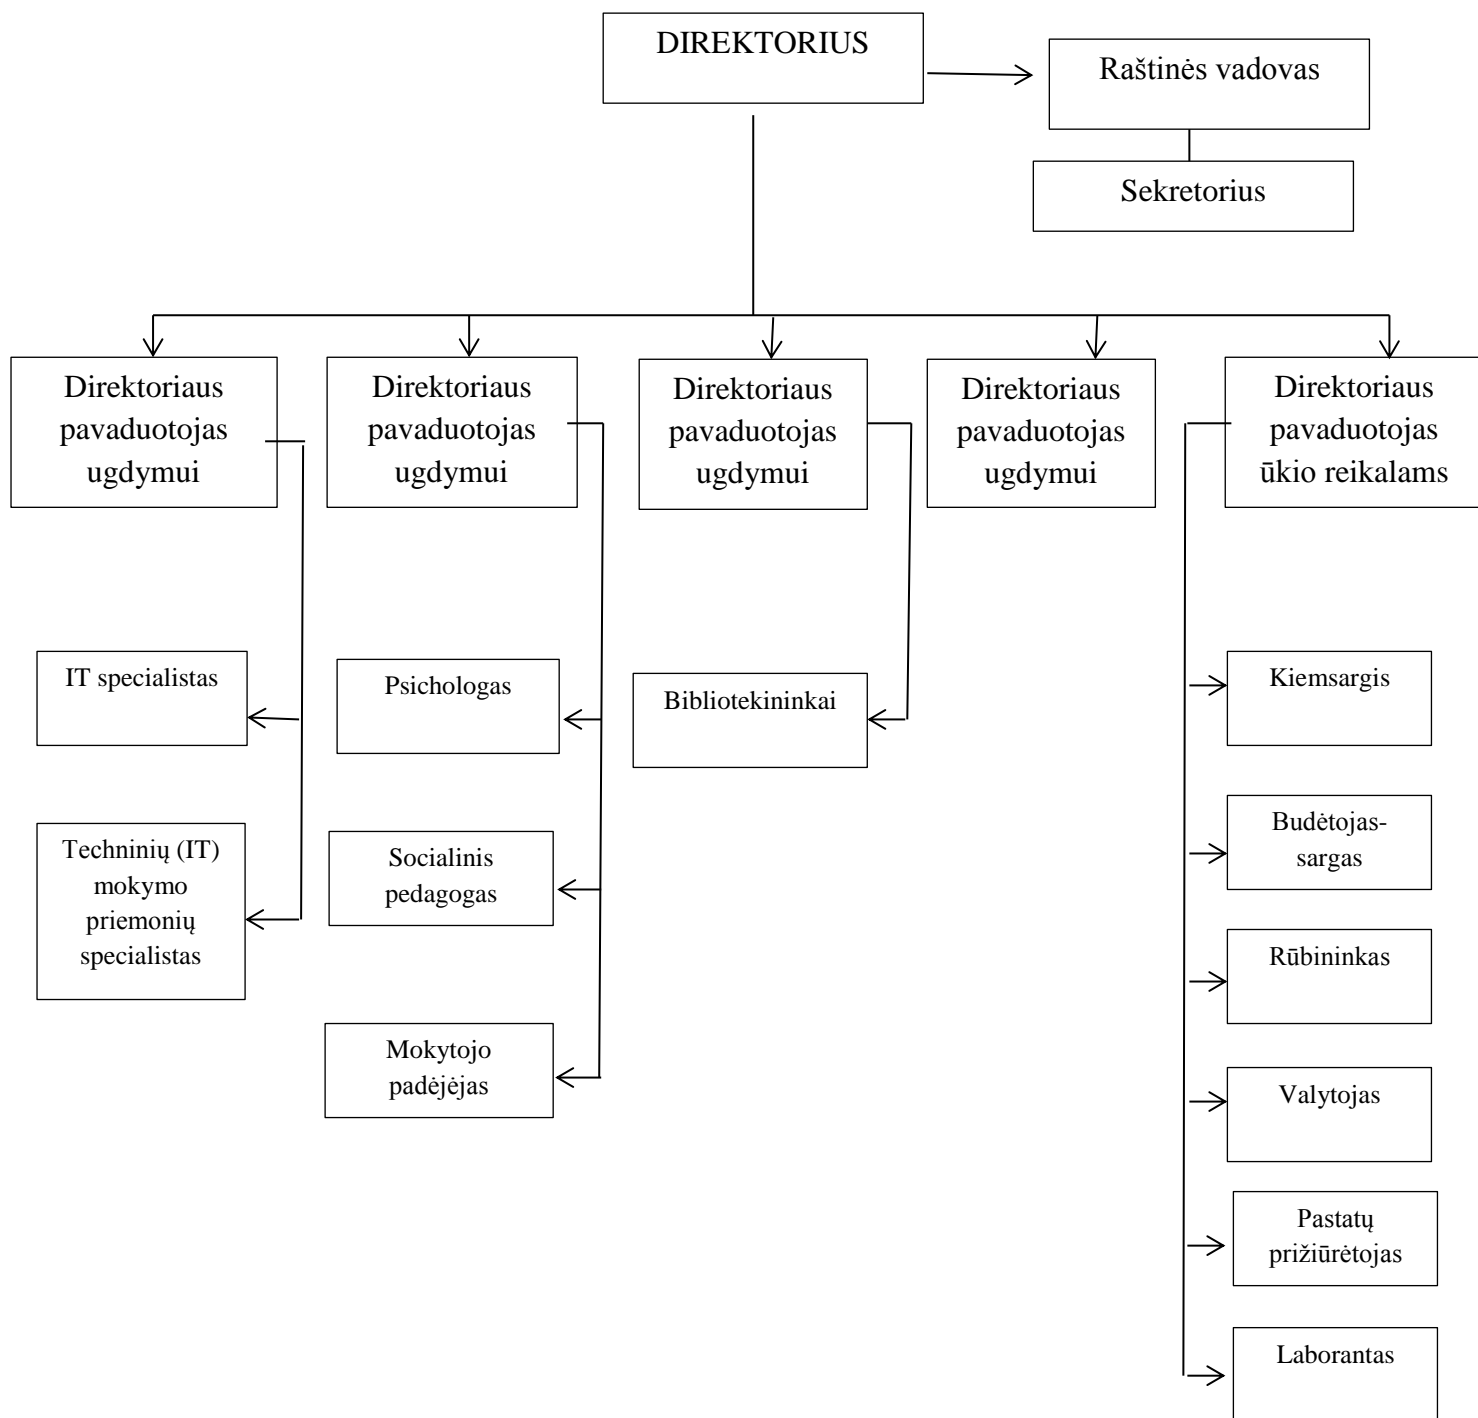 DIREKTORIUS
Raštinės vadovas
Sekretorius
Direktoriaus
pavaduotojas
ugdymui
Direktoriaus
pavaduotojas
ugdymui
Direktoriaus
pavaduotojas
ugdymui
Direktoriaus
pavaduotojas
ugdymui
Direktoriaus
pavaduotojas
ūkio reikalams
IT specialistas
Techninių (IT)
mokymo
priemonių
specialistas
Psichologas
Socialinis
pedagogas
Mokytojo
padėjėjas
Bibliotekininkai
Kiemsargis
Budėtojas-
sargas
Rūbininkas
Valytojas
Pastatų
prižiūrėtojas
Laborantas